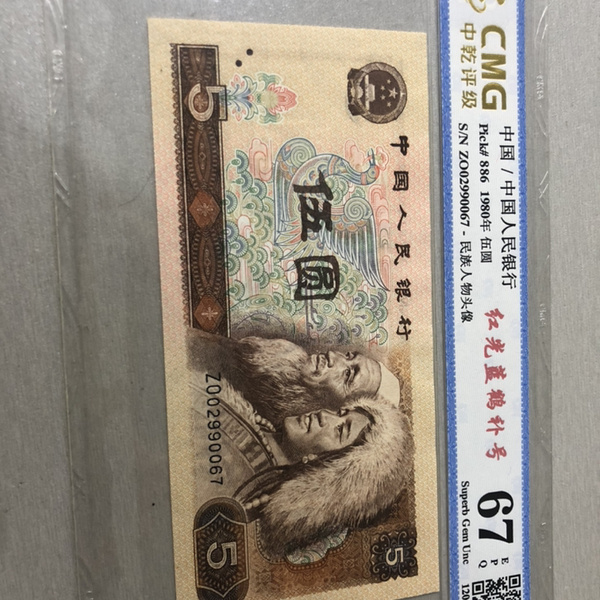 CMG
中乾评级
中国 / 中国人民银行
Pick# 886 1980年 伍圆
S/N ZO02990067 - 民族人物头像
红光蓝鹤补号
67
E
P
Q
Superb Gem Unc
120
5
中国人民银行
伍圆
ZO02990067
5
5